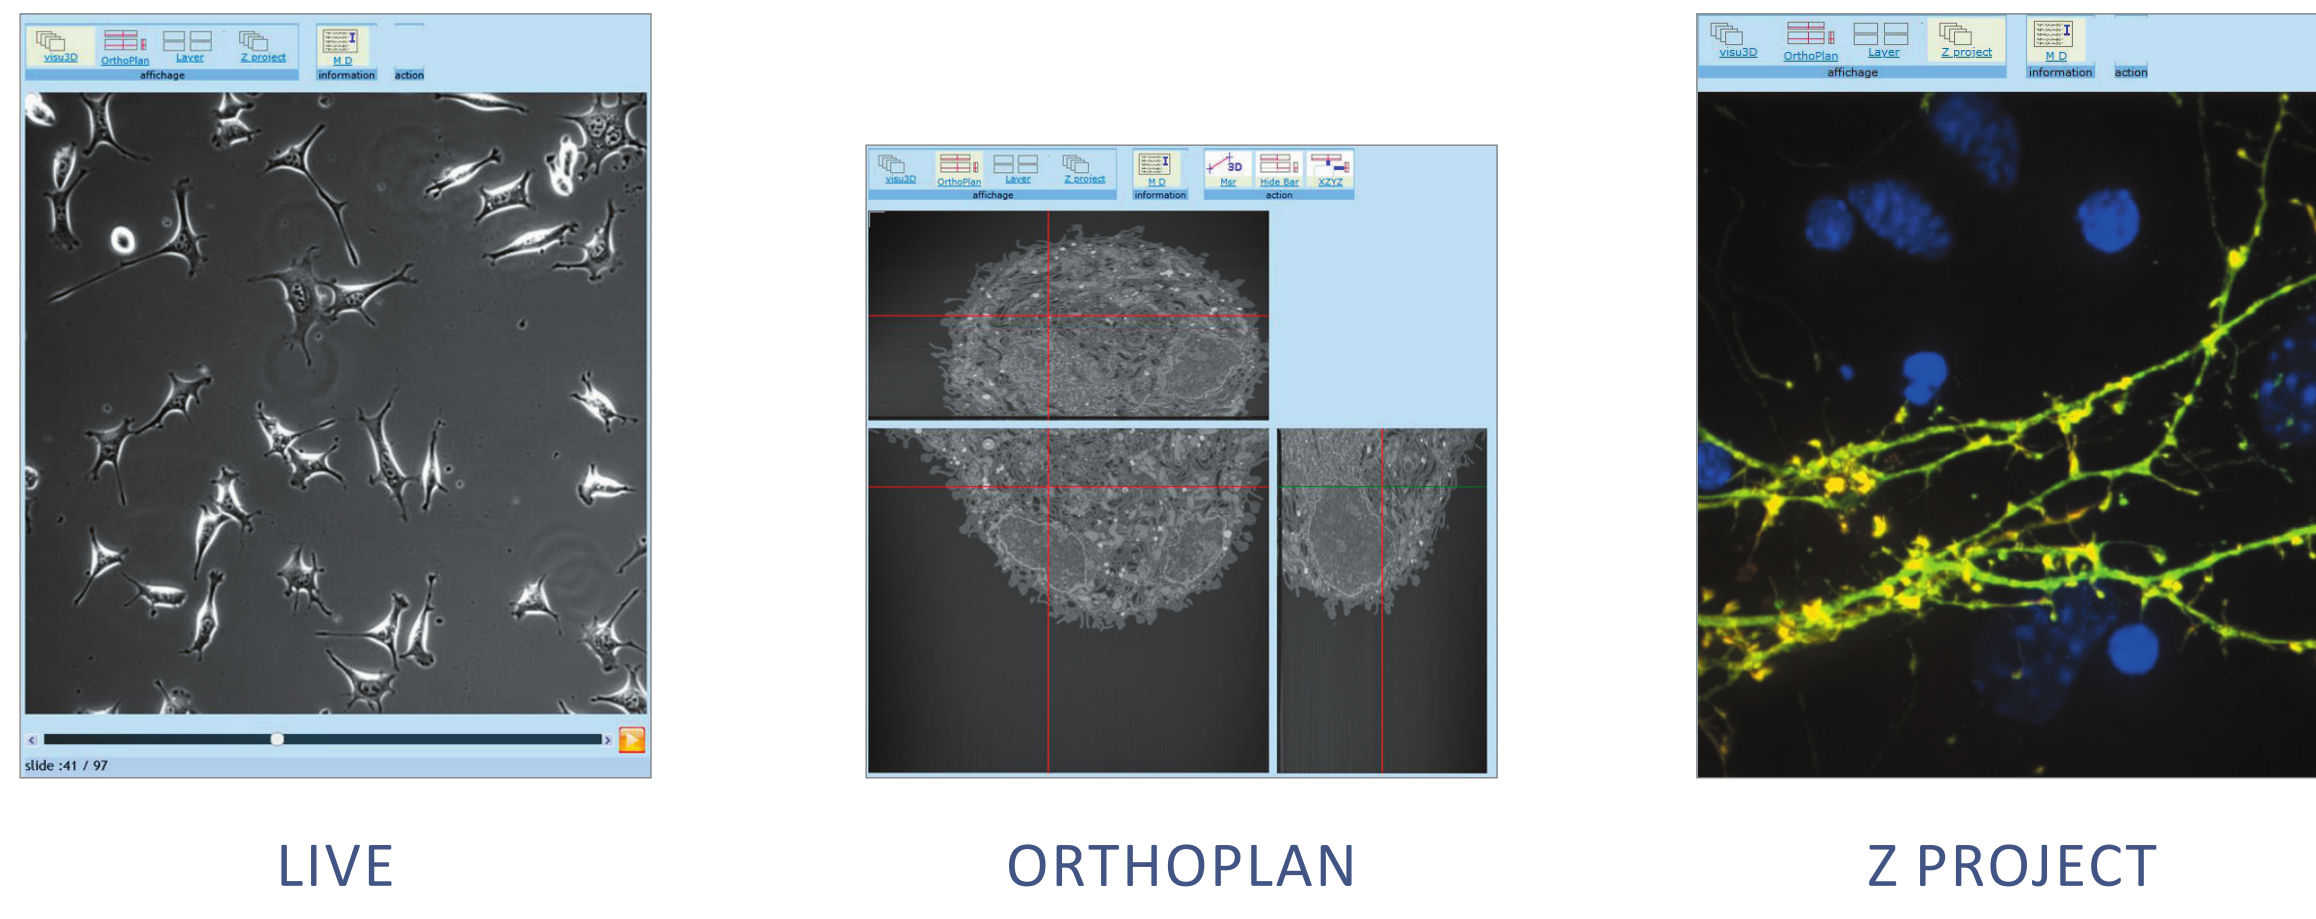 visu3D OrthoPlan Layer Z project M D
affichage information action
slide :41 / 97
LIVE
visu3D OrthoPlan Layer Z project M D Msr Hide Bar XZYZ
3D
affichage information action
ORTHOPLAN
visu3D OrthoPlan Layer Z project M D
affichage information action
Z PROJECT